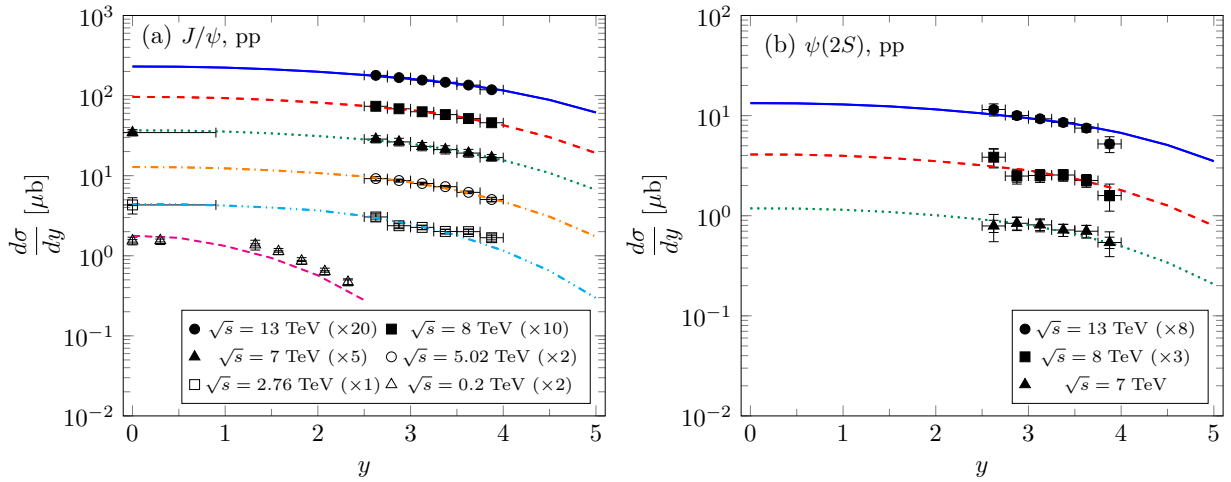 (a) J/ψ, pp
10^3
10^2
10^1
10^0
10^−1
10^−2
dσ/dy [μb]
√s = 13 TeV (×20) √s = 8 TeV (×10)
√s = 7 TeV (×5) √s = 5.02 TeV (×2)
√s = 2.76 TeV (×1) √s = 0.2 TeV (×2)
0 1 2 3 4 5
y
(b) ψ(2S), pp
10^2
10^1
10^0
10^−1
10^−2
dσ/dy [μb]
√s = 13 TeV (×8)
√s = 8 TeV (×3)
√s = 7 TeV
0 1 2 3 4 5
y